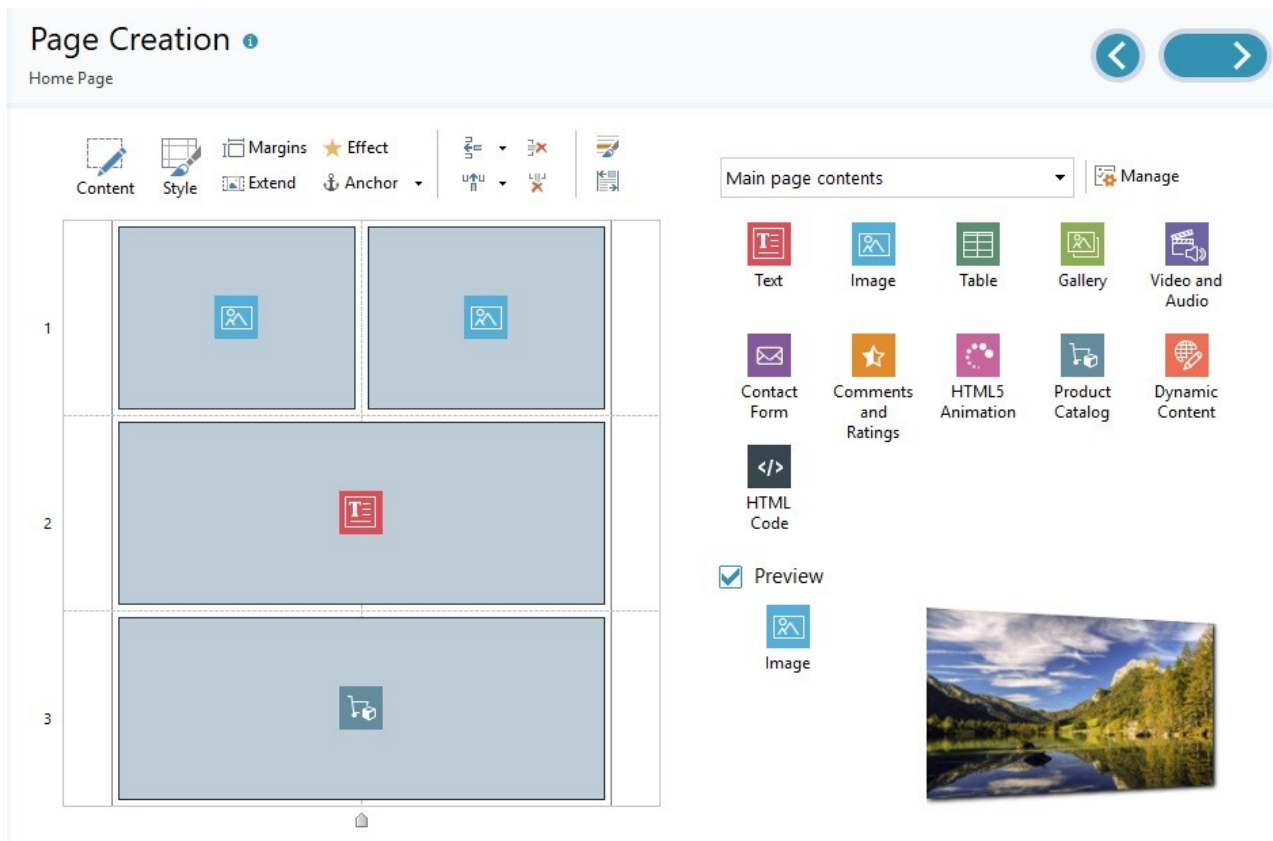 Page Creation
Home Page
Content
Style
Margins
Effect
Extend
Anchor
Main page contents
Manage
1
2
3
Text
Image
Table
Gallery
Video and
Audio
Contact
Form
Comments
and
Ratings
HTML5
Animation
Product
Catalog
Dynamic
Content
HTML
Code
Preview
Image